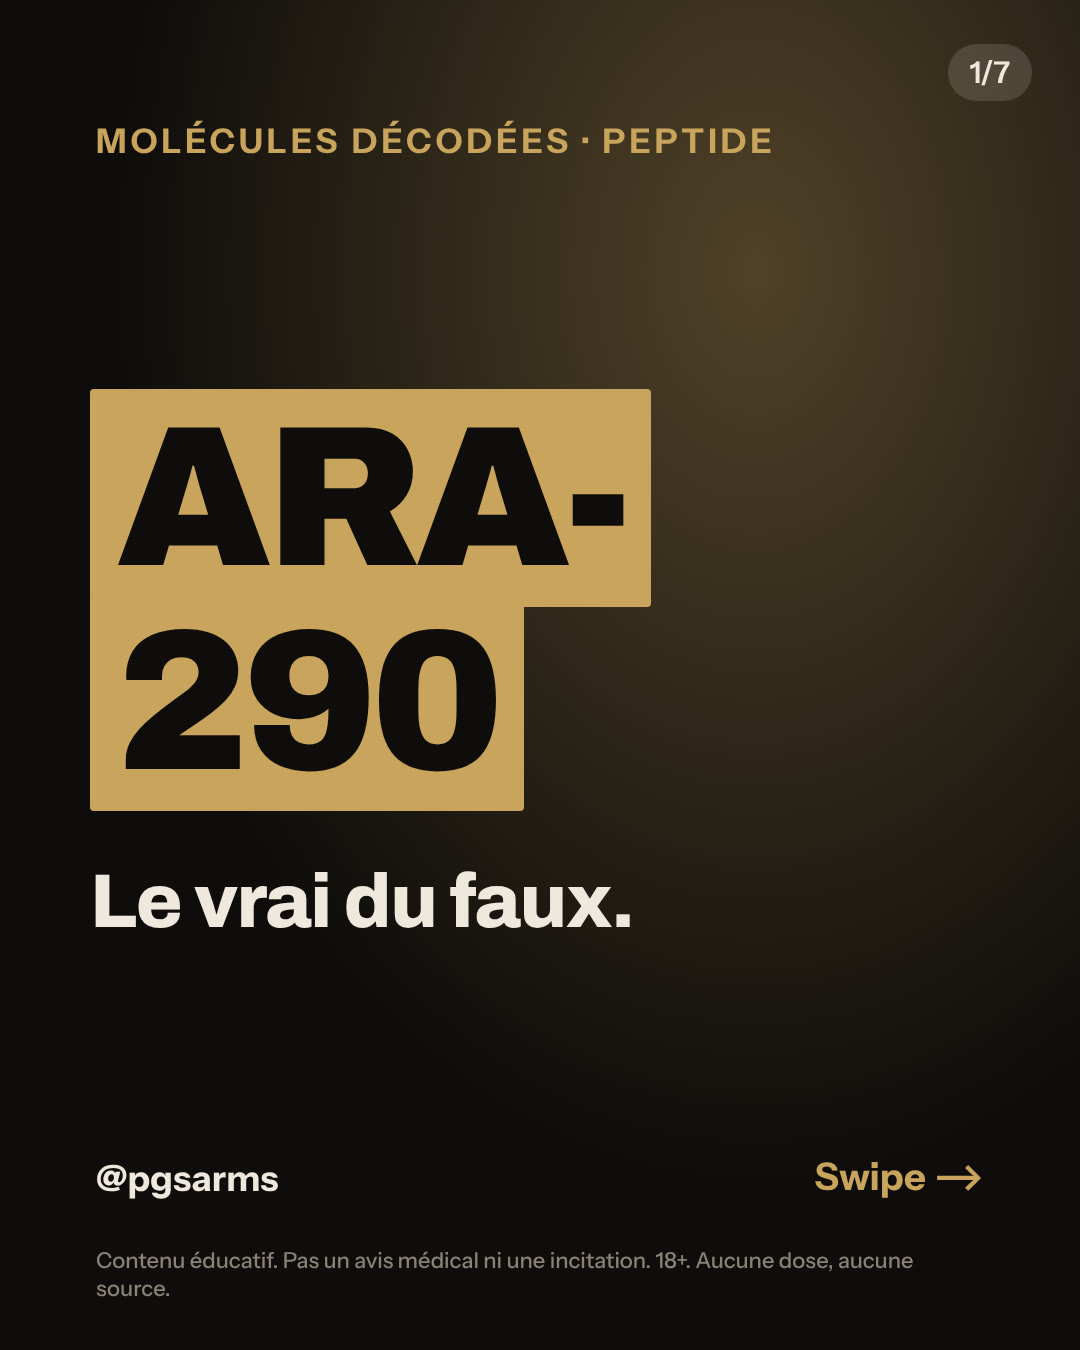 1/7
MOLÉCULES DÉCODÉES · PEPTIDE
ARA-
290
Le vrai du faux.
@pgsarms
Swipe →
Contenu éducatif. Pas un avis médical ni une incitation. 18+. Aucune dose, aucune
source.